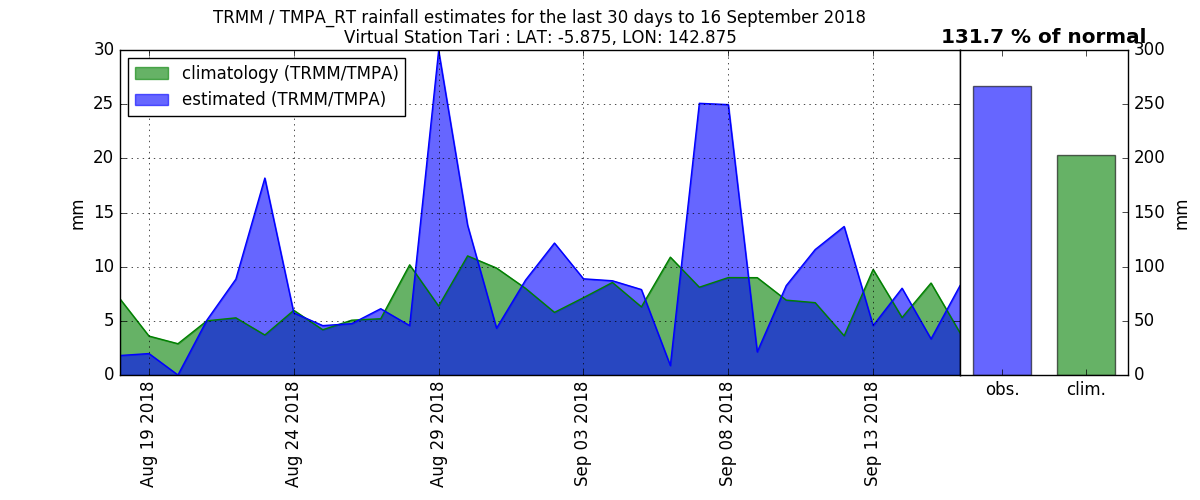 TRMM / TMPA_RT rainfall estimates for the last 30 days to 16 September 2018
Virtual Station Tari : LAT: -5.875, LON: 142.875
131.7 % of normal
climatology (TRMM/TMPA)
estimated (TRMM/TMPA)
mm
30
25
20
15
10
5
0
Aug 19 2018
Aug 24 2018
Aug 29 2018
Sep 03 2018
Sep 08 2018
Sep 13 2018
obs.
clim.
300
250
200
150
100
50
0
mm